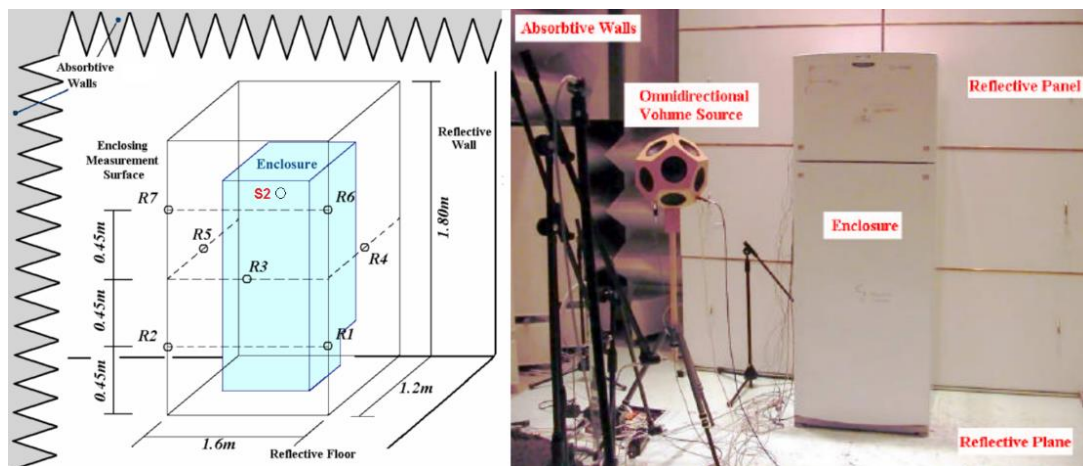 Absorbtive
Walls
Enclosing
Measurement
Surface
Enclosure
S2
Reflective
Wall
R7
R6
R5
R4
R3
R2
R1
0.45m
0.45m
0.45m
1.80m
1.2m
1.6m
Reflective Floor
Absorbtive Walls
Omnidirectional
Volume Source
Reflective Panel
Enclosure
Reflective Plane